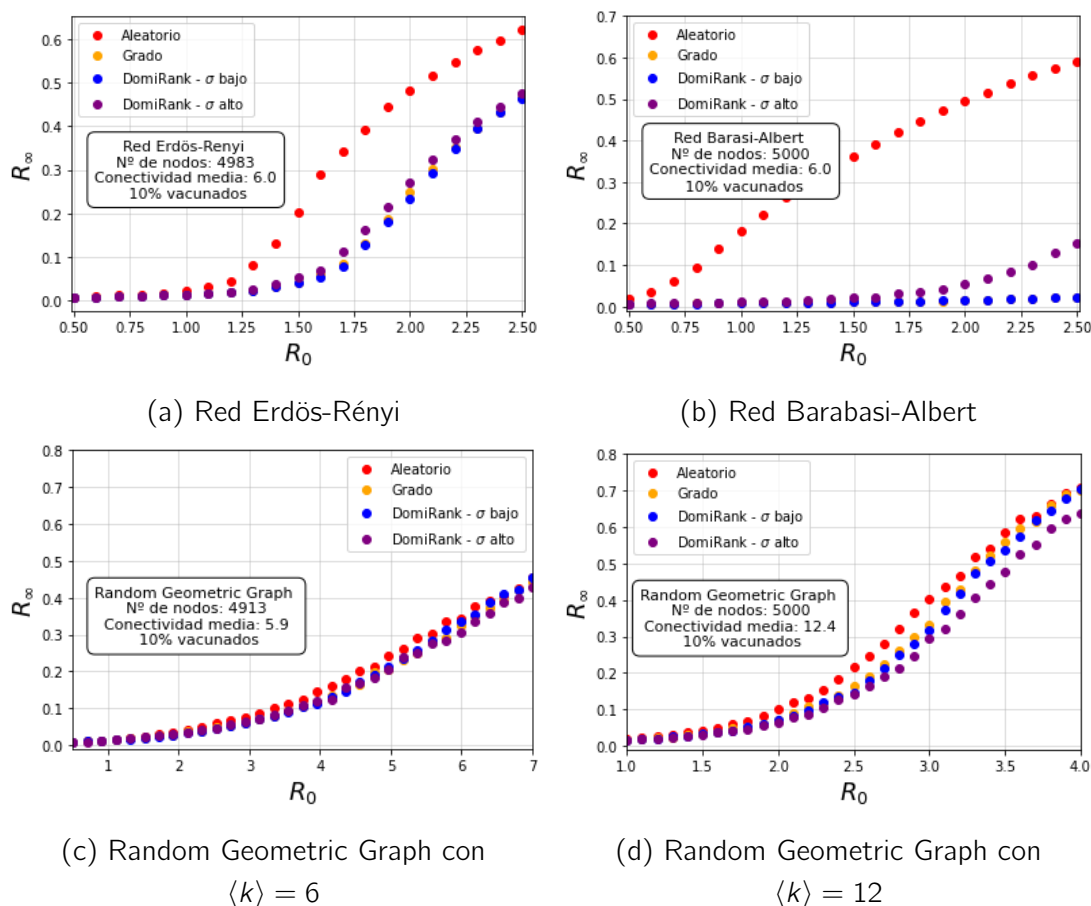 0.6
0.5
0.4
0.3
0.2
0.1
0.0
R∞
Aleatorio
Grado
DomiRank - σ bajo
DomiRank - σ alto
Red Erdös-Renyi
Nº de nodos: 4983
Conectividad media: 6.0
10% vacunados
0.50 0.75 1.00 1.25 1.50 1.75 2.00 2.25 2.50
R₀
(a) Red Erdös-Rényi
0.7
0.6
0.5
0.4
0.3
0.2
0.1
0.0
R∞
Aleatorio
Grado
DomiRank - σ bajo
DomiRank - σ alto
Red Barasi-Albert
Nº de nodos: 5000
Conectividad media: 6.0
10% vacunados
0.50 0.75 1.00 1.25 1.50 1.75 2.00 2.25 2.50
R₀
(b) Red Barabasi-Albert
0.8
0.7
0.6
0.5
0.4
0.3
0.2
0.1
0.0
R∞
Aleatorio
Grado
DomiRank - σ bajo
DomiRank - σ alto
Random Geometric Graph
Nº de nodos: 4913
Conectividad media: 5.9
10% vacunados
1 2 3 4 5 6 7
R₀
(c) Random Geometric Graph con
⟨k⟩ = 6
0.8
0.7
0.6
0.5
0.4
0.3
0.2
0.1
0.0
R∞
Aleatorio
Grado
DomiRank - σ bajo
DomiRank - σ alto
Random Geometric Graph
Nº de nodos: 5000
Conectividad media: 12.4
10% vacunados
1.0 1.5 2.0 2.5 3.0 3.5 4.0
R₀
(d) Random Geometric Graph con
⟨k⟩ = 12